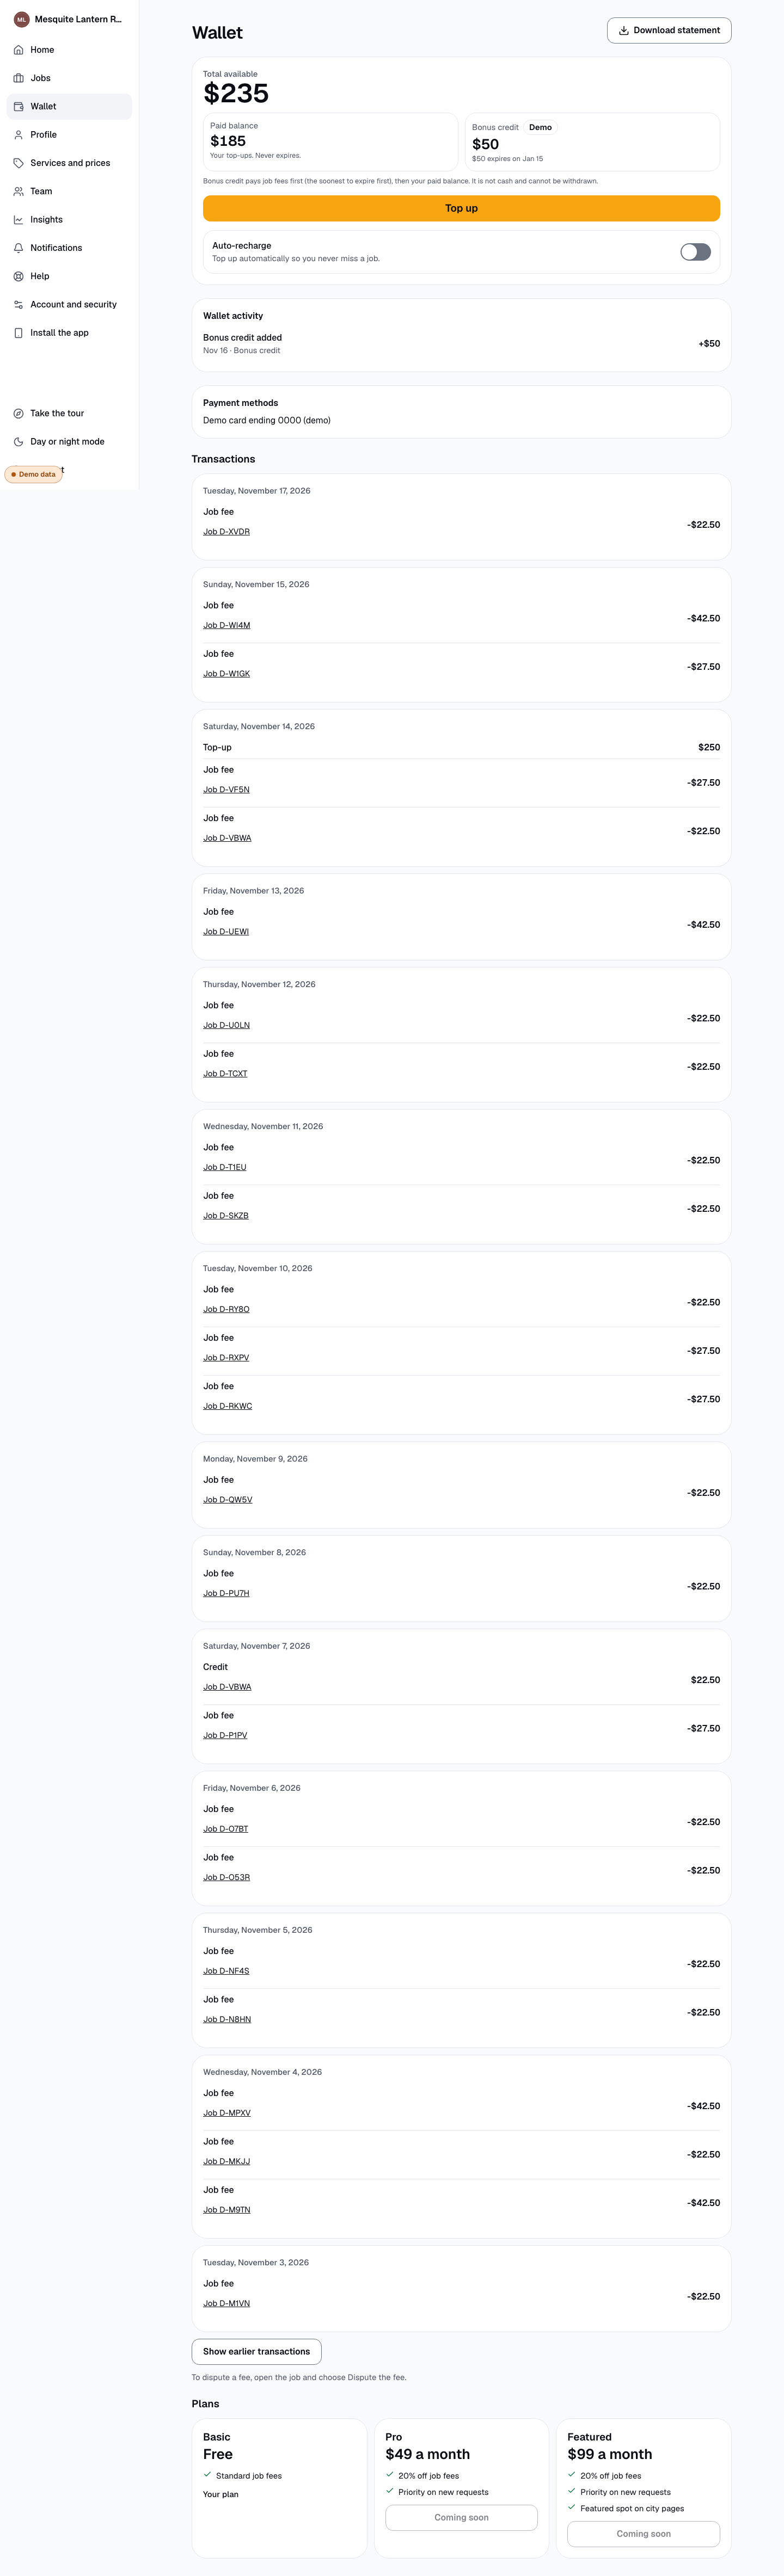 ML
Mesquite Lantern R...
Home
Jobs
Wallet
Profile
Services and prices
Team
Insights
Notifications
Help
Account and security
Install the app
Take the tour
Day or night mode
Demo data
Wallet
Download statement
Total available
$235
Paid balance
$185
Your top-ups. Never expires.
Bonus credit Demo
$50
$50 expires on Jan 15
Bonus credit pays job fees first (the soonest to expire first), then your paid balance. It is not cash and cannot be withdrawn.
Top up
Auto-recharge
Top up automatically so you never miss a job.
Wallet activity
Bonus credit added
Nov 16 · Bonus credit
+$50
Payment methods
Demo card ending 0000 (demo)
Transactions
Tuesday, November 17, 2026
Job fee
Job D-XVDR
-$22.50
Sunday, November 15, 2026
Job fee
Job D-WI4M
-$42.50
Job fee
Job D-W1GK
-$27.50
Saturday, November 14, 2026
Top-up
$250
Job fee
Job D-VF5N
-$27.50
Job fee
Job D-VBWA
-$22.50
Friday, November 13, 2026
Job fee
Job D-UEWI
-$42.50
Thursday, November 12, 2026
Job fee
Job D-U0LN
-$22.50
Job fee
Job D-TCXT
-$22.50
Wednesday, November 11, 2026
Job fee
Job D-T1EU
-$22.50
Job fee
Job D-SKZB
-$22.50
Tuesday, November 10, 2026
Job fee
Job D-RY8O
-$22.50
Job fee
Job D-RXPV
-$27.50
Job fee
Job D-RKWC
-$27.50
Monday, November 9, 2026
Job fee
Job D-QW5V
-$22.50
Sunday, November 8, 2026
Job fee
Job D-PU7H
-$22.50
Saturday, November 7, 2026
Credit
Job D-VBWA
$22.50
Job fee
Job D-P1PV
-$27.50
Friday, November 6, 2026
Job fee
Job D-O7BT
-$22.50
Job fee
Job D-O53R
-$22.50
Thursday, November 5, 2026
Job fee
Job D-NF4S
-$22.50
Job fee
Job D-N8HN
-$22.50
Wednesday, November 4, 2026
Job fee
Job D-MPXV
-$42.50
Job fee
Job D-MKJJ
-$22.50
Job fee
Job D-M9TN
-$42.50
Tuesday, November 3, 2026
Job fee
Job D-M1VN
-$22.50
Show earlier transactions
To dispute a fee, open the job and choose Dispute the fee.
Plans
Basic
Free
Standard job fees
Your plan
Pro
$49 a month
20% off job fees
Priority on new requests
Coming soon
Featured
$99 a month
20% off job fees
Priority on new requests
Featured spot on city pages
Coming soon